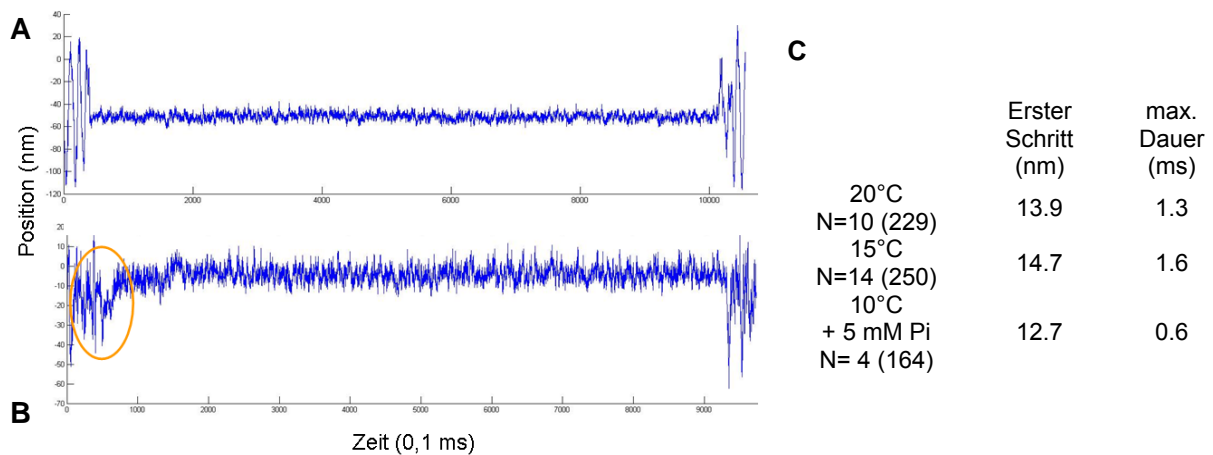 A
40
20
0
-20
-40
-60
-80
-100
-120
2000
4000
6000
8000
10000
Position (nm)
20
10
0
-10
-20
-30
-40
-50
-60
-70
0
1000
2000
3000
4000
5000
6000
7000
8000
9000
B
Zeit (0,1 ms)
C
Erster
Schritt
(nm)
max.
Dauer
(ms)
20°C
N=10 (229)
13.9
1.3
15°C
N=14 (250)
14.7
1.6
10°C
+ 5 mM Pi
N= 4 (164)
12.7
0.6